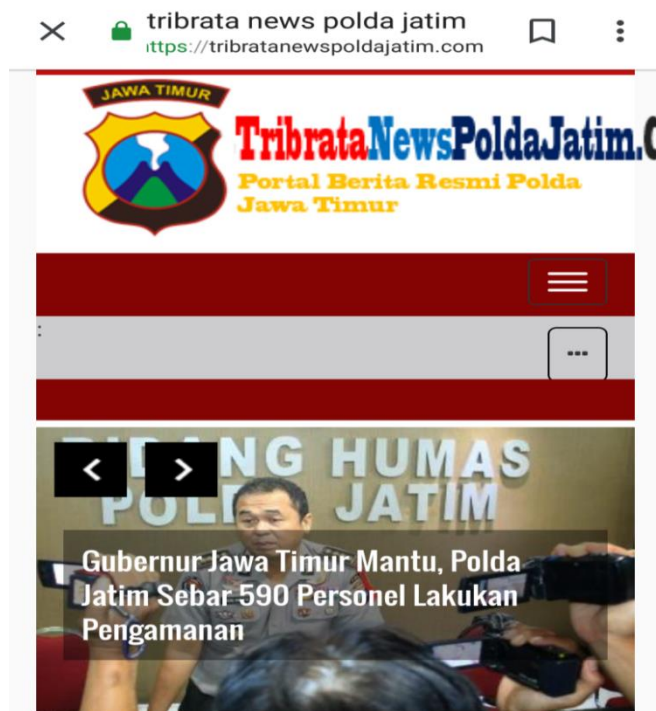 tribrata news polda jatim
ttps://tribratanewspoldajatim.com
JAWA TIMUR
TribrataNewsPoldaJatim.C
Portal Berita Resmi Polda
Jawa Timur
:
NG HUMAS
POL JATIM
Gubernur Jawa Timur Mantu, Polda
Jatim Sebar 590 Personel Lakukan
Pengamanan